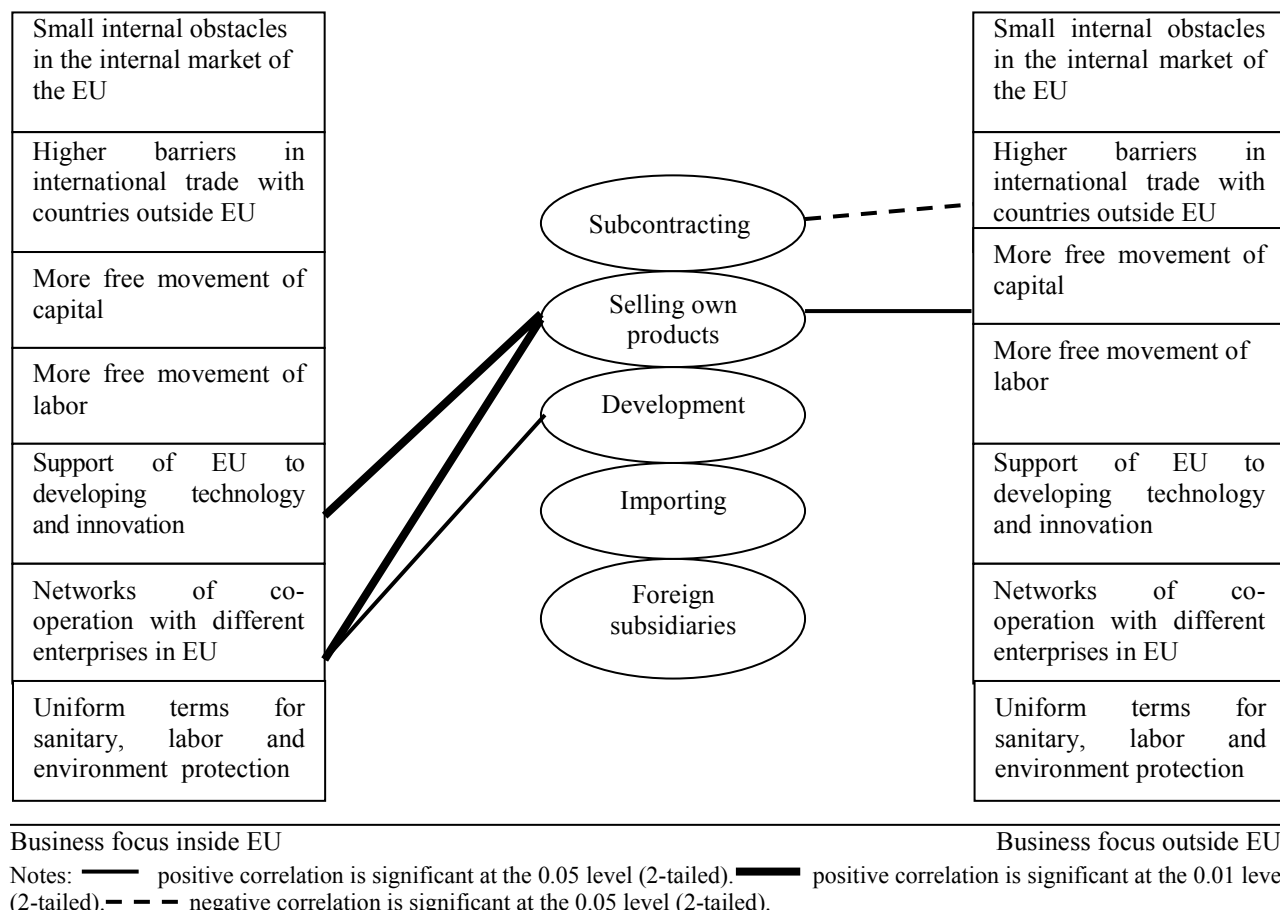 Small internal obstacles
in the internal market of
the EU
Higher barriers in
international trade with
countries outside EU
More free movement of
capital
More free movement of
labor
Support of EU to
developing technology
and innovation
Networks of co-
operation with different
enterprises in EU
Uniform terms for
sanitary, labor and
environment protection
Subcontracting
Selling own
products
Development
Importing
Foreign
subsidiaries
Small internal obstacles
in the internal market of
the EU
Higher barriers in
international trade with
countries outside EU
More free movement of
capital
More free movement of
labor
Support of EU to
developing technology
and innovation
Networks of co-
operation with different
enterprises in EU
Uniform terms for
sanitary, labor and
environment protection
Business focus inside EU Business focus outside EU
Notes: positive correlation is significant at the 0.05 level (2-tailed). positive correlation is significant at the 0.01 level
(2-tailed). negative correlation is significant at the 0.05 level (2-tailed).